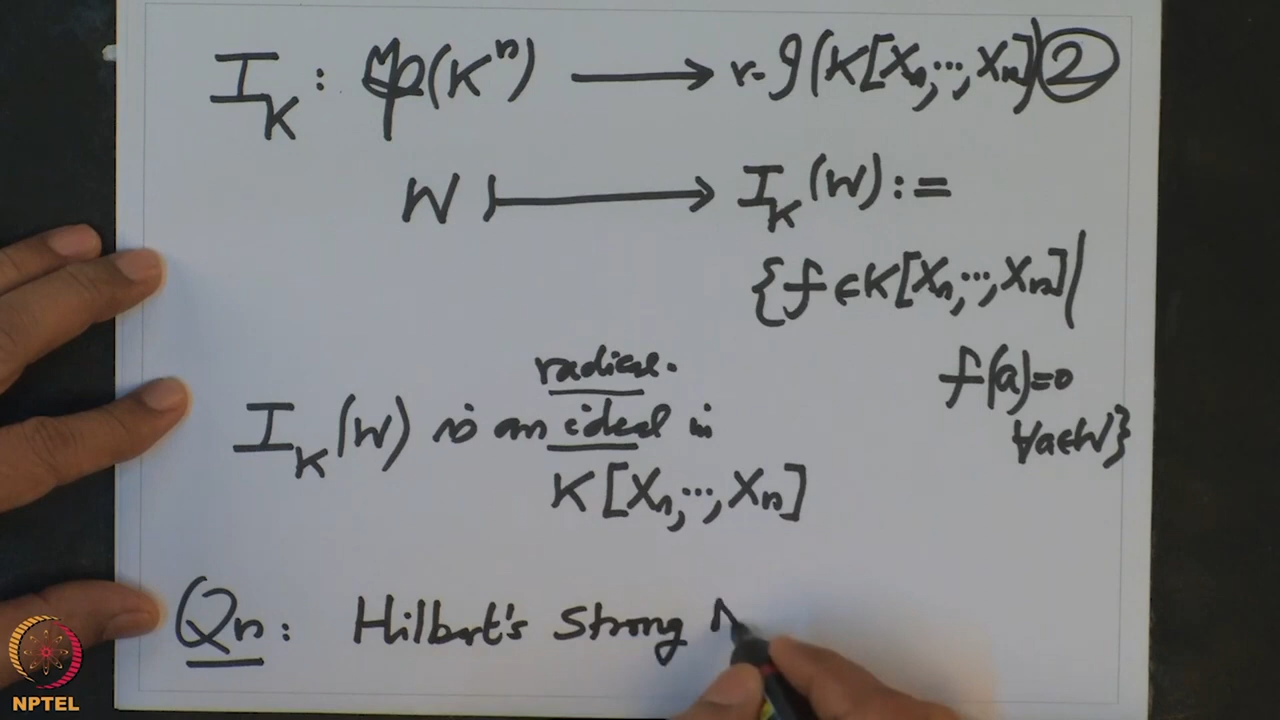 I_K : 𝔓(K^n) ⟶ r-𝓘(K[X_1,…,X_n]) ②
W ⟼ I_K(W) :=
{f ∈ K[X_1,…,X_n] |
f(a)=0
∀a∈W}
radical.
I_K(W) is an ideal in
K[X_1,…,X_n]
Qn: Hilbert's Strong N
NPTEL